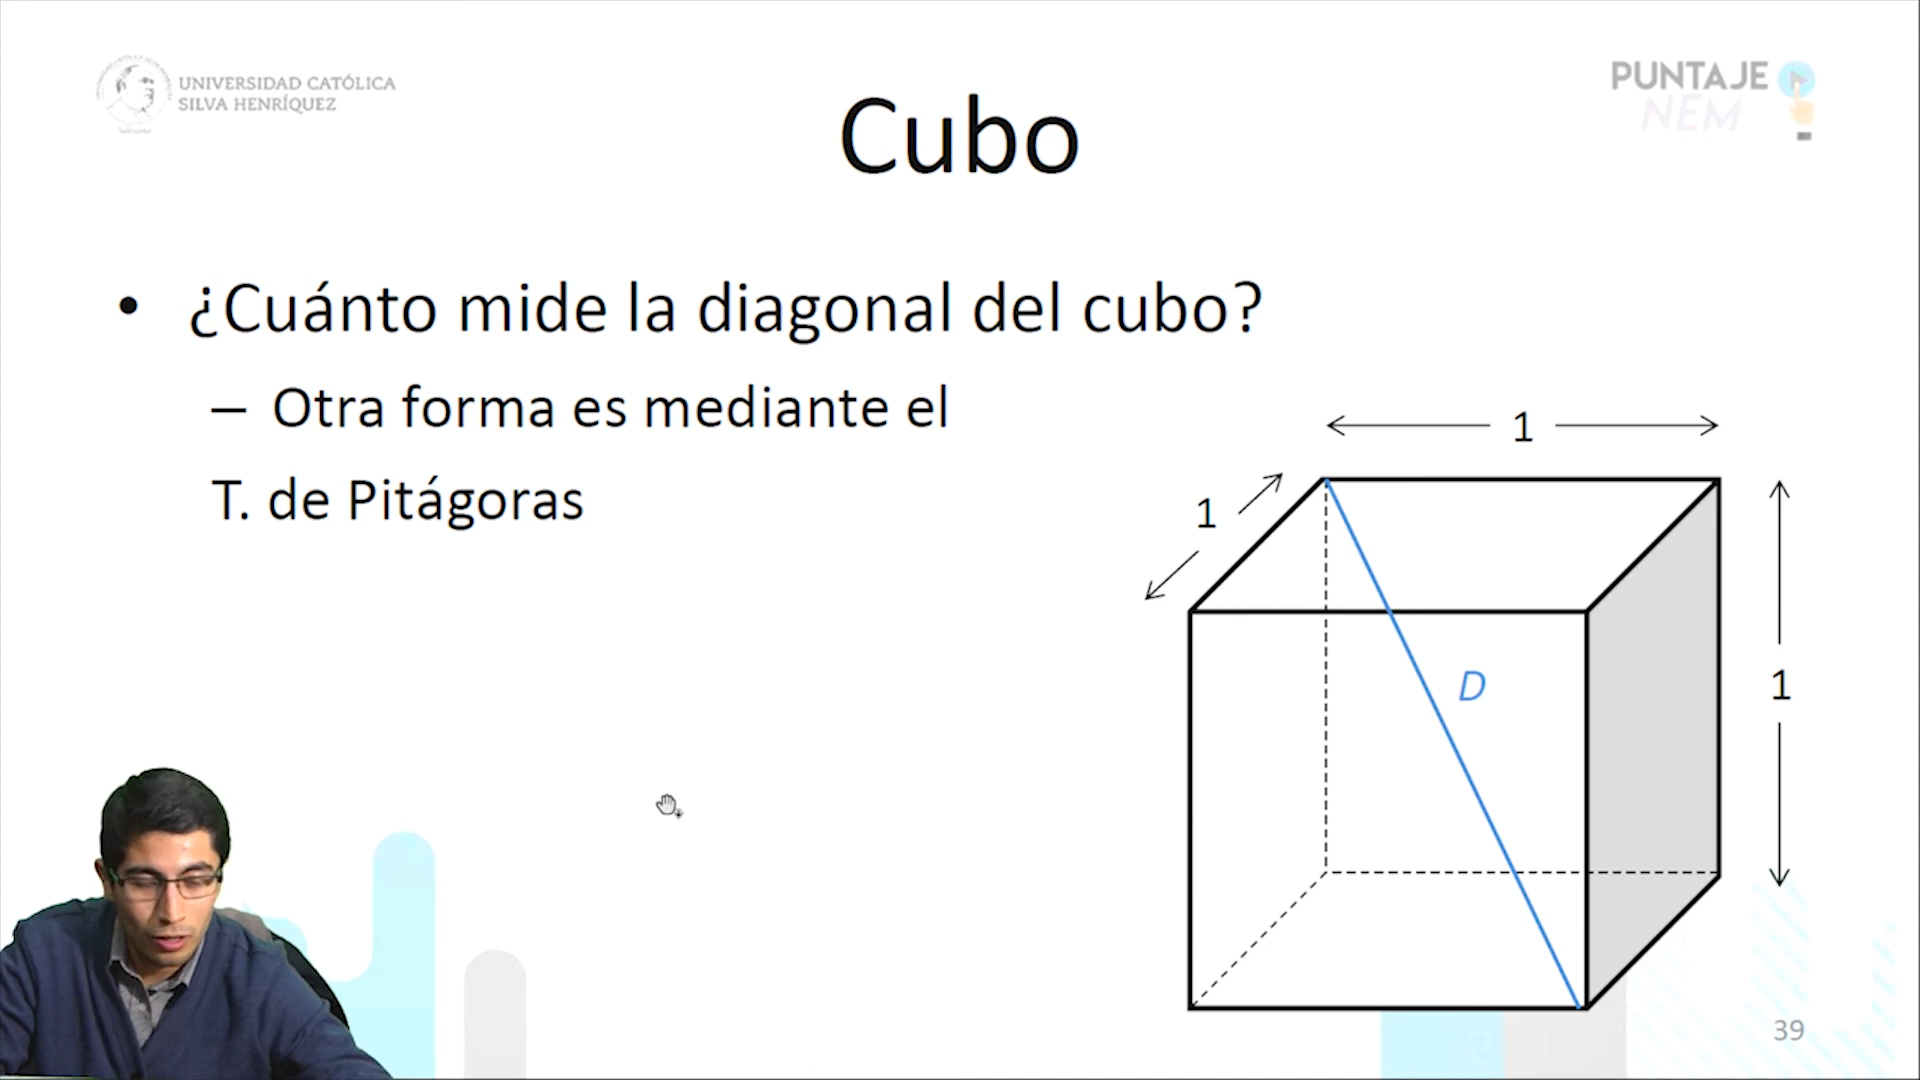 UNIVERSIDAD CATÓLICA
SILVA HENRÍQUEZ
PUNTAJE
NEM
Cubo
• ¿Cuánto mide la diagonal del cubo?
– Otra forma es mediante el
T. de Pitágoras
1
1
D
1
39